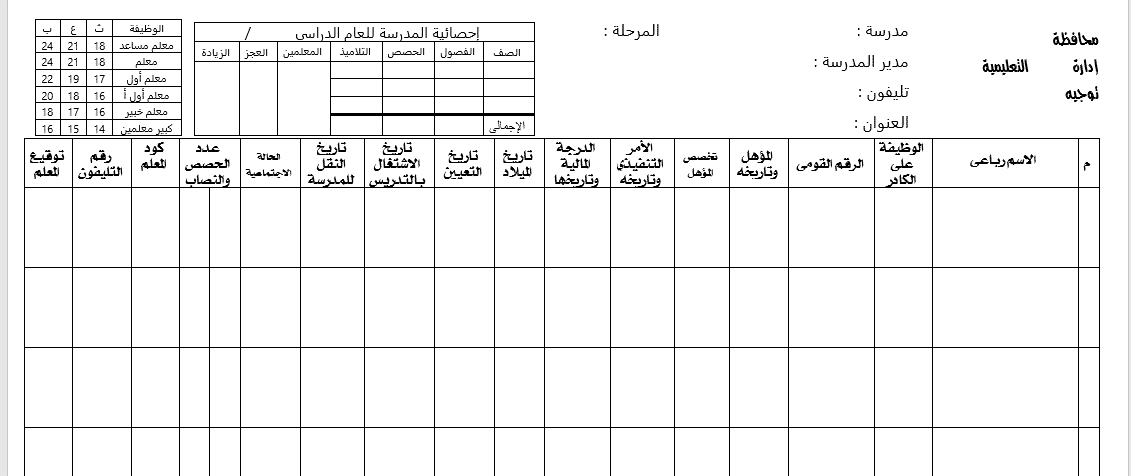 محافظة
إدارة التعليمية
توجيه
مدرسة :
مدير المدرسة :
تليفون :
العنوان :
المرحلة :
إحصائية المدرسة للعام الدراسى /
الصف الفصول الحصص التلاميذ المعلمين العجز الزيادة
الإجمالى
الوظيفة ث ع ب
معلم مساعد 18 21 24
معلم 18 21 24
معلم أول 17 19 22
معلم أول أ 16 18 20
معلم خبير 16 17 18
كبير معلمين 14 15 16
م
الاسم رباعى
الوظيفة
على
الكادر
الرقم القومى
المؤهل
وتاريخه
تخصص
المؤهل
الأمر
التنفيذي
وتاريخه
الدرجة
المالية
وتاريخها
تاريخ
الميلاد
تاريخ
التعيين
تاريخ
الاشتغال
بالتدريس
تاريخ
النقل
للمدرسة
الحالة
الاجتماعية
عدد
الحصص
والنصاب
كود
المعلم
رقم
التليفون
توقيع
المعلم